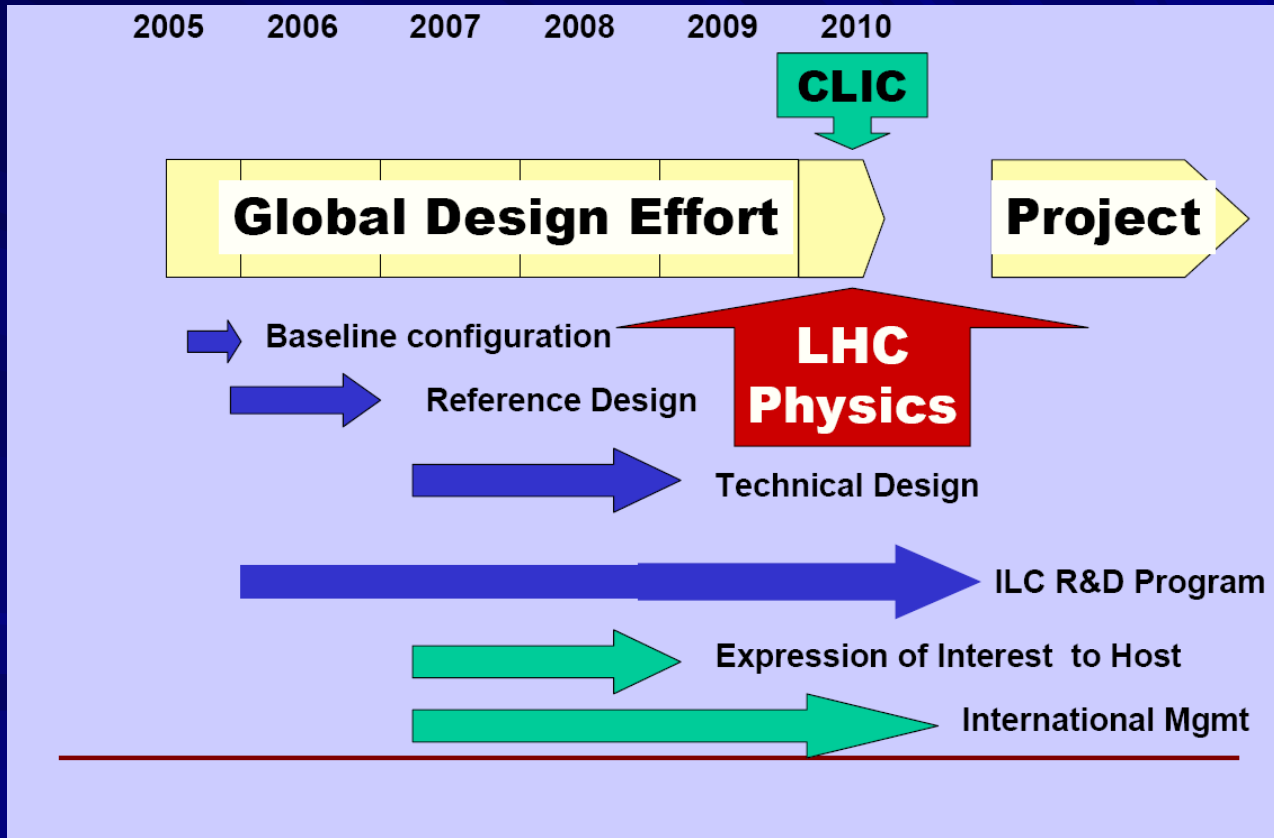 2005 2006 2007 2008 2009 2010
CLIC
Global Design Effort
Project
Baseline configuration
LHC
Physics
Reference Design
Technical Design
ILC R&D Program
Expression of Interest to Host
International Mgmt